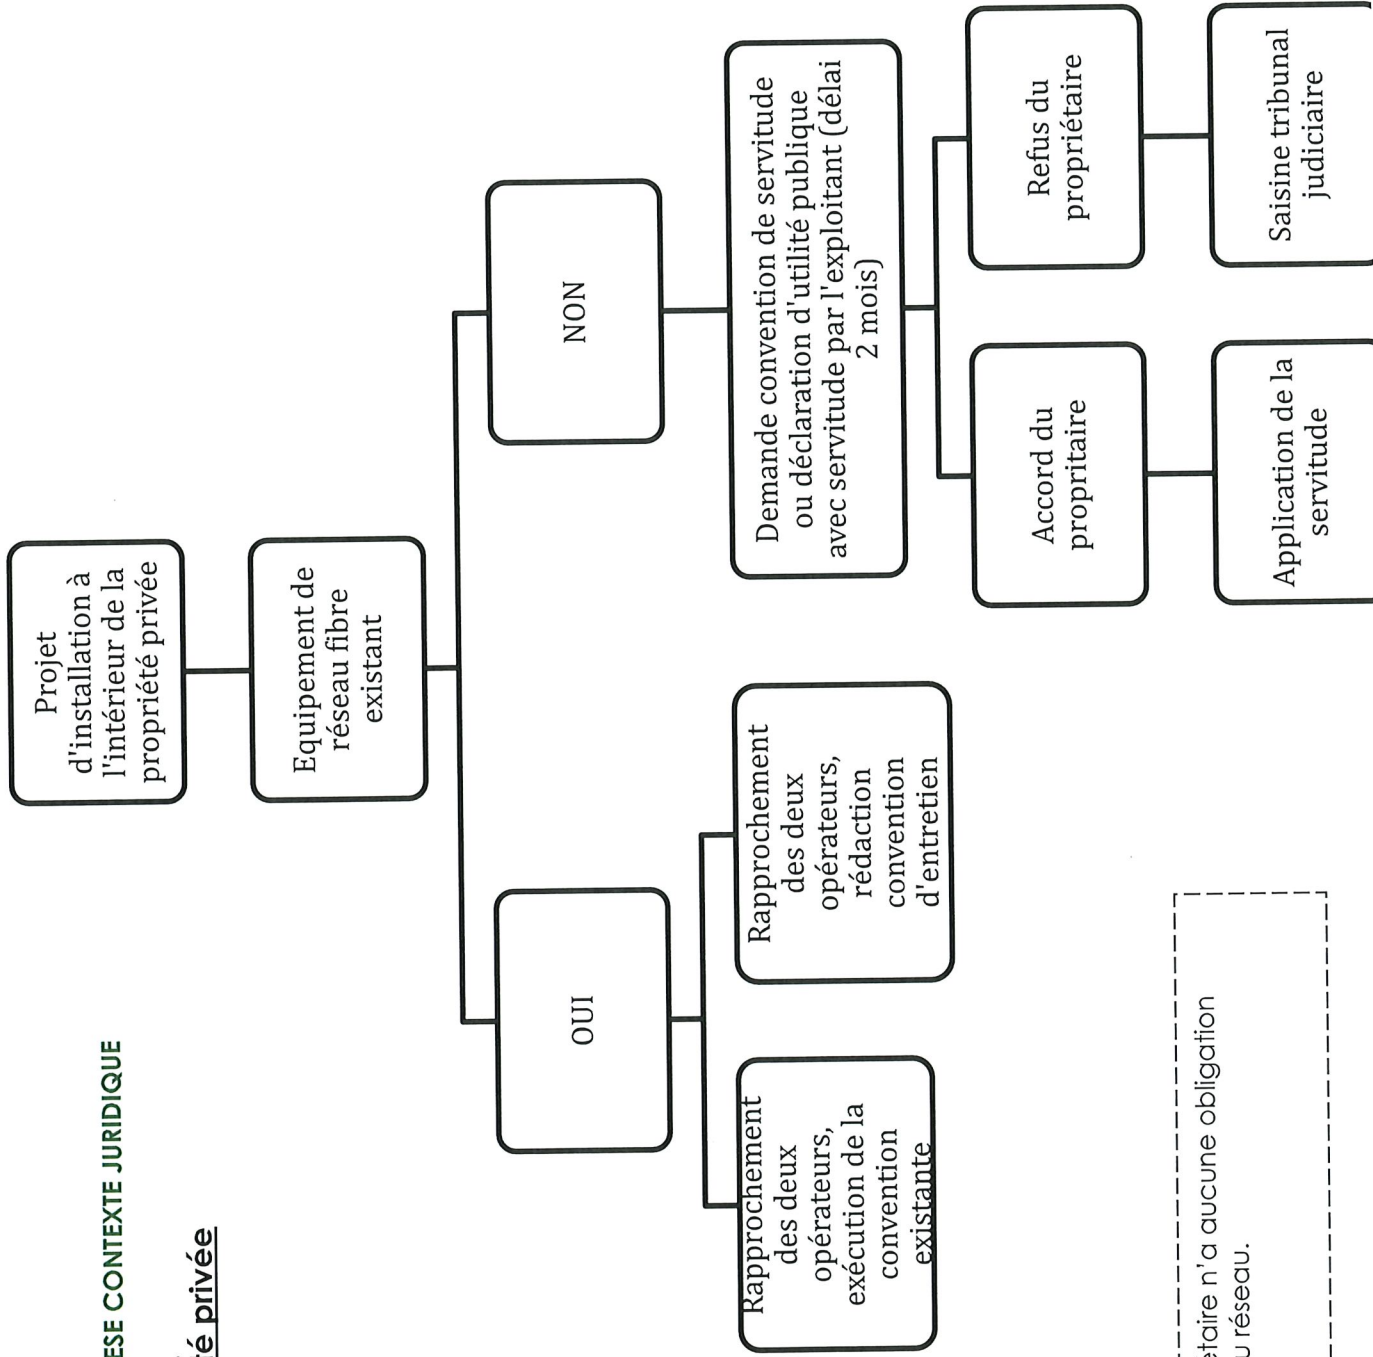 ESE CONTEXTE JURIDIQUE
té privée
Projet
d'installation à
l'intérieur de la
propriété privée
Equipement de
réseau fibre
existant
OUI
NON
Rapprochement
des deux
opérateurs,
exécution de la
convention
existante
Rapprochement
des deux
opérateurs,
rédaction
convention
d'entretien
Demande convention de servitude
ou déclaration d'utilité publique
avec servitude par l'exploitant (délai
2 mois)
Accord du
propritaire
Refus du
propriétaire
Application de la
servitude
Saisine tribunal
judiciaire
étaire n'a aucune obligation
u réseau.